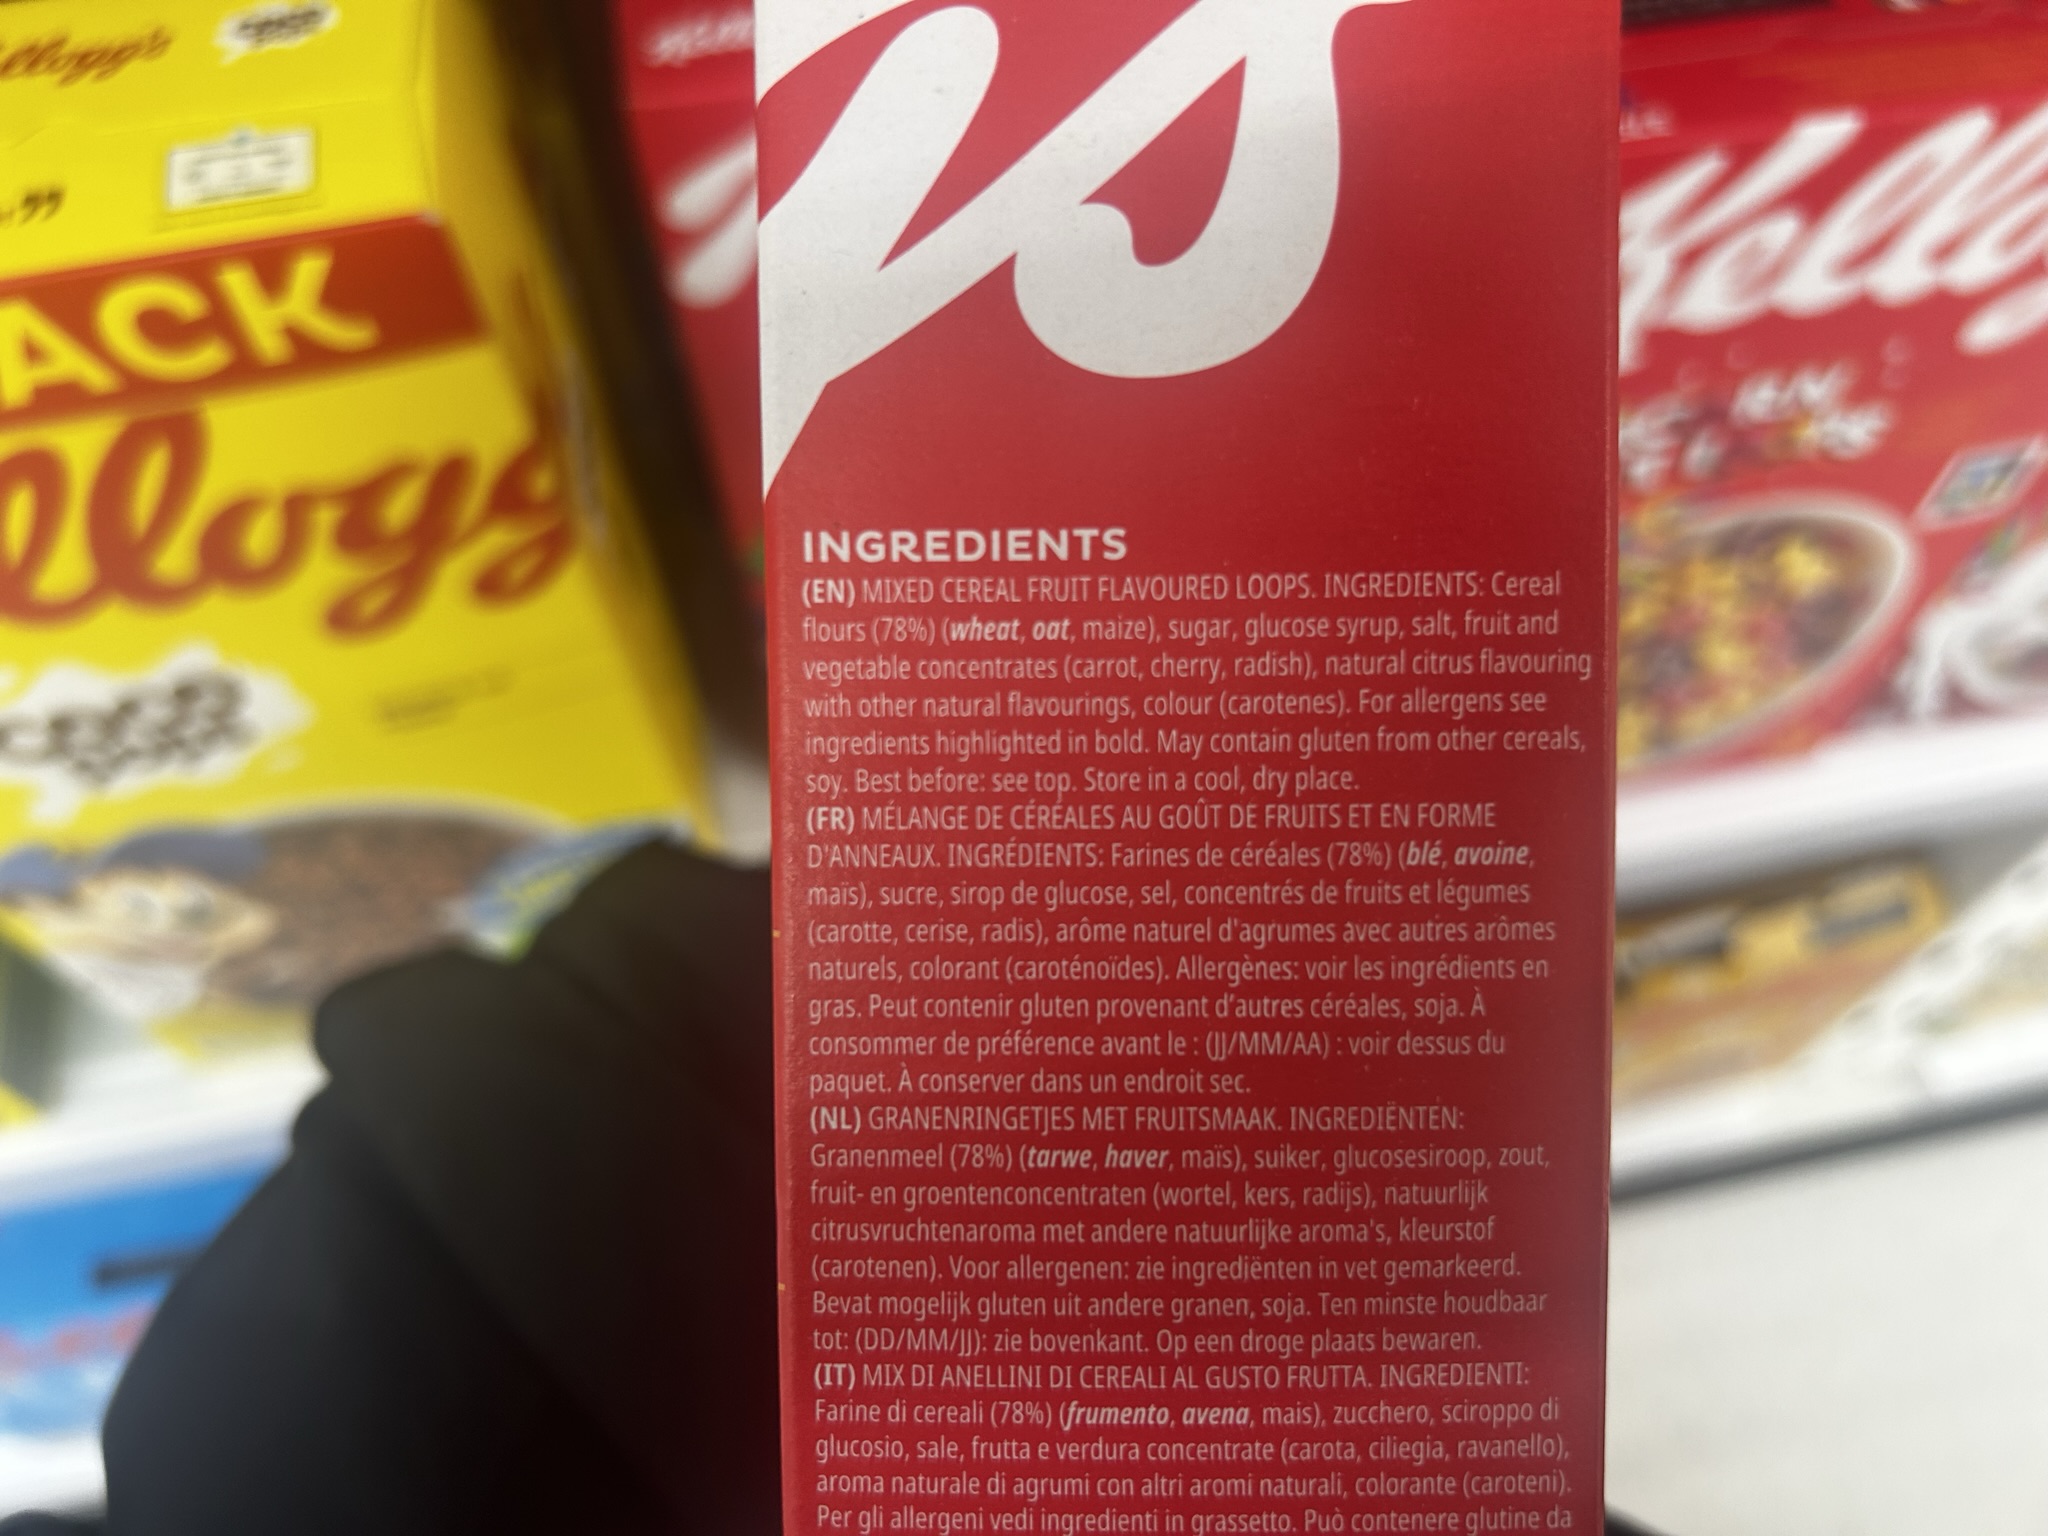 Kellogg's
ACK
Kellogg's
COCO
POPS
Kellogg's
INGREDIENTS
(EN) MIXED CEREAL FRUIT FLAVOURED LOOPS. INGREDIENTS: Cereal
flours (78%) (wheat, oat, maize), sugar, glucose syrup, salt, fruit and
vegetable concentrates (carrot, cherry, radish), natural citrus flavouring
with other natural flavourings, colour (carotenes). For allergens see
ingredients highlighted in bold. May contain gluten from other cereals,
soy. Best before: see top. Store in a cool, dry place.
(FR) MÉLANGE DE CÉRÉALES AU GOÛT DE FRUITS ET EN FORME
D'ANNEAUX. INGRÉDIENTS: Farines de céréales (78%) (blé, avoine,
maïs), sucre, sirop de glucose, sel, concentrés de fruits et légumes
(carotte, cerise, radis), arôme naturel d'agrumes avec autres arômes
naturels, colorant (caroténoïdes). Allergènes: voir les ingrédients en
gras. Peut contenir gluten provenant d'autres céréales, soja. À
consommer de préférence avant le : (JJ/MM/AA) : voir dessus du
paquet. À conserver dans un endroit sec.
(NL) GRANENRINGETJES MET FRUITSMAAK. INGREDIËNTEN:
Granenmeel (78%) (tarwe, haver, maïs), suiker, glucosesiroop, zout,
fruit- en groentenconcentraten (wortel, kers, radijs), natuurlijk
citrusvruchtenaroma met andere natuurlijke aroma's, kleurstof
(carotenen). Voor allergenen: zie ingrediënten in vet gemarkeerd.
Bevat mogelijk gluten uit andere granen, soja. Ten minste houdbaar
tot: (DD/MM/JJ): zie bovenkant. Op een droge plaats bewaren.
(IT) MIX DI ANELLINI DI CEREALI AL GUSTO FRUTTA. INGREDIENTI:
Farine di cereali (78%) (frumento, avena, mais), zucchero, sciroppo di
glucosio, sale, frutta e verdura concentrate (carota, ciliegia, ravanello),
aroma naturale di agrumi con altri aromi naturali, colorante (caroteni).
Per gli allergeni vedi ingredienti in grassetto. Può contenere glutine da